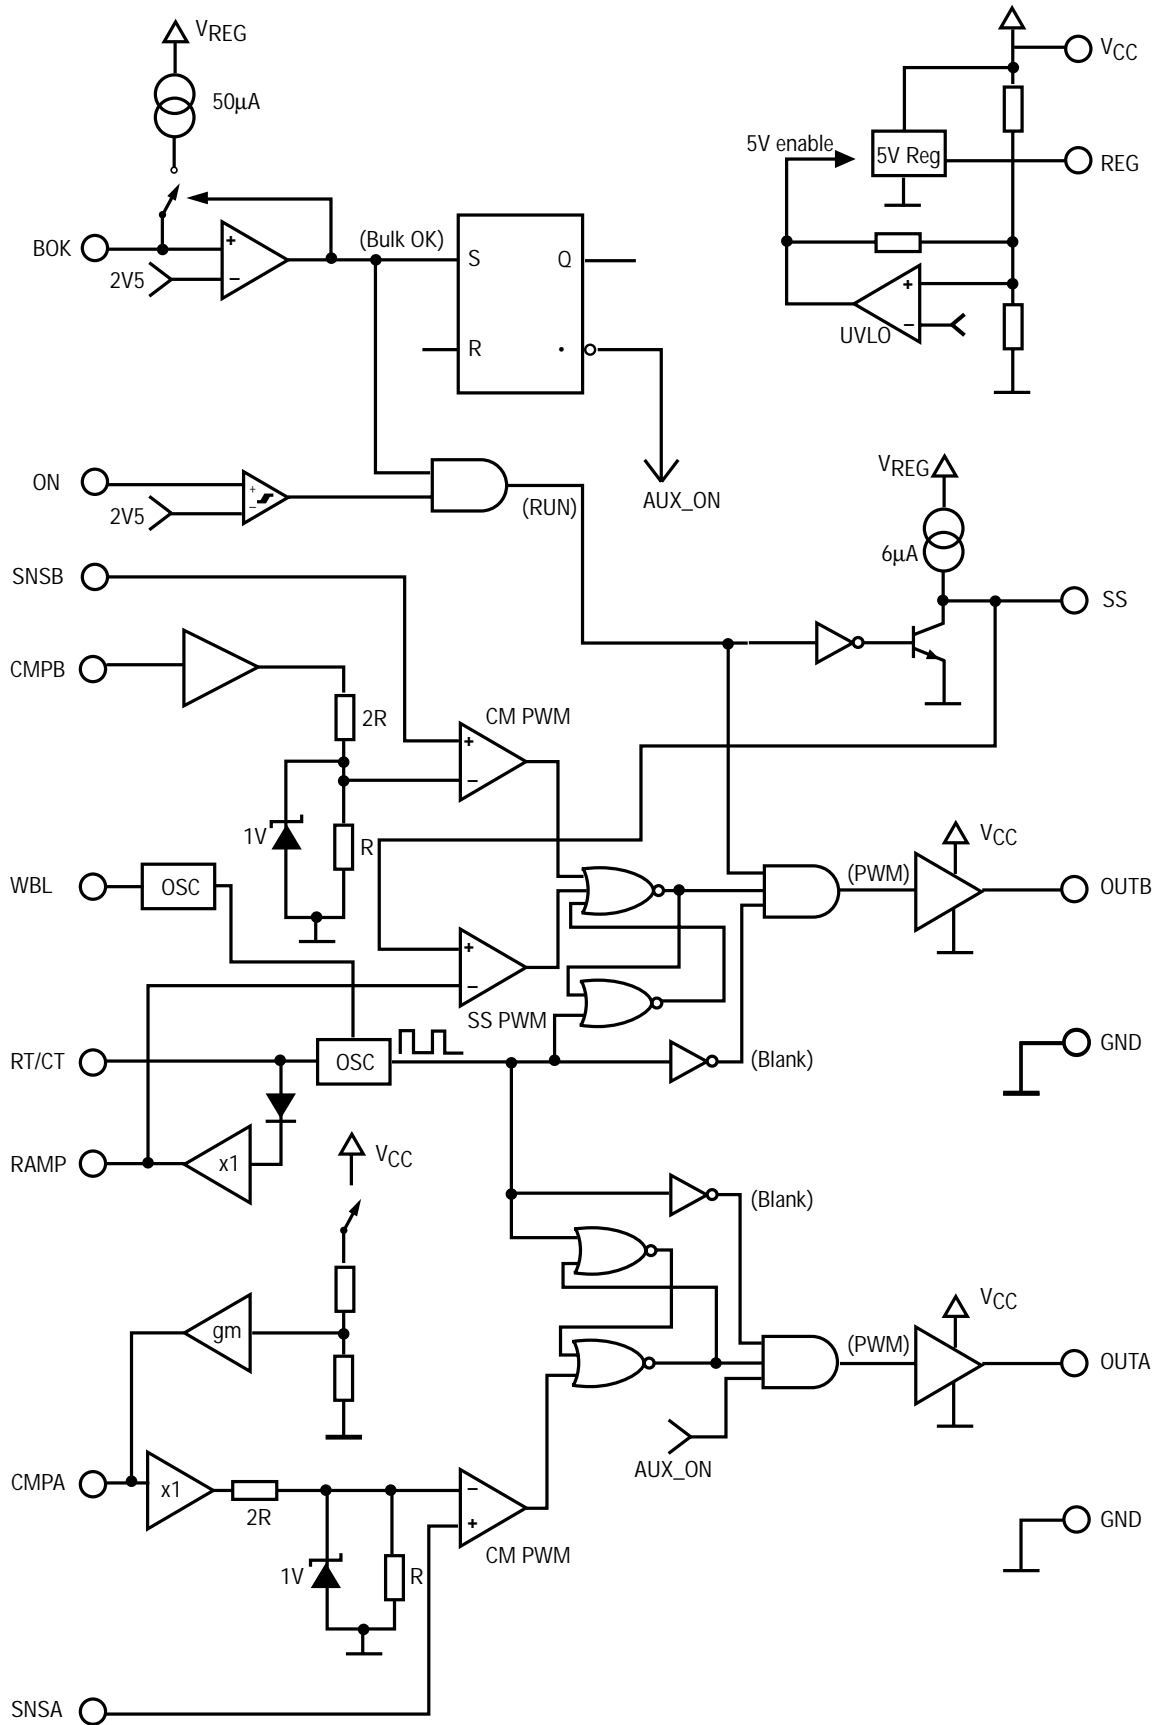 VREG
50µA
VCC
5V enable
5V Reg
REG
BOK
+
−
2V5
(Bulk OK)
S
Q
R
UVLO
+
−
ON
+
−
2V5
(RUN)
AUX_ON
VREG
6µA
SS
SNSB
CMPB
2R
CM PWM
+
−
1V
R
WBL
OSC
VCC
(PWM)
OUTB
+
−
SS PWM
RT/CT
OSC
(Blank)
GND
RAMP
x1
VCC
(Blank)
gm
VCC
(PWM)
OUTA
AUX_ON
CMPA
x1
2R
−
+
CM PWM
GND
1V
R
SNSA